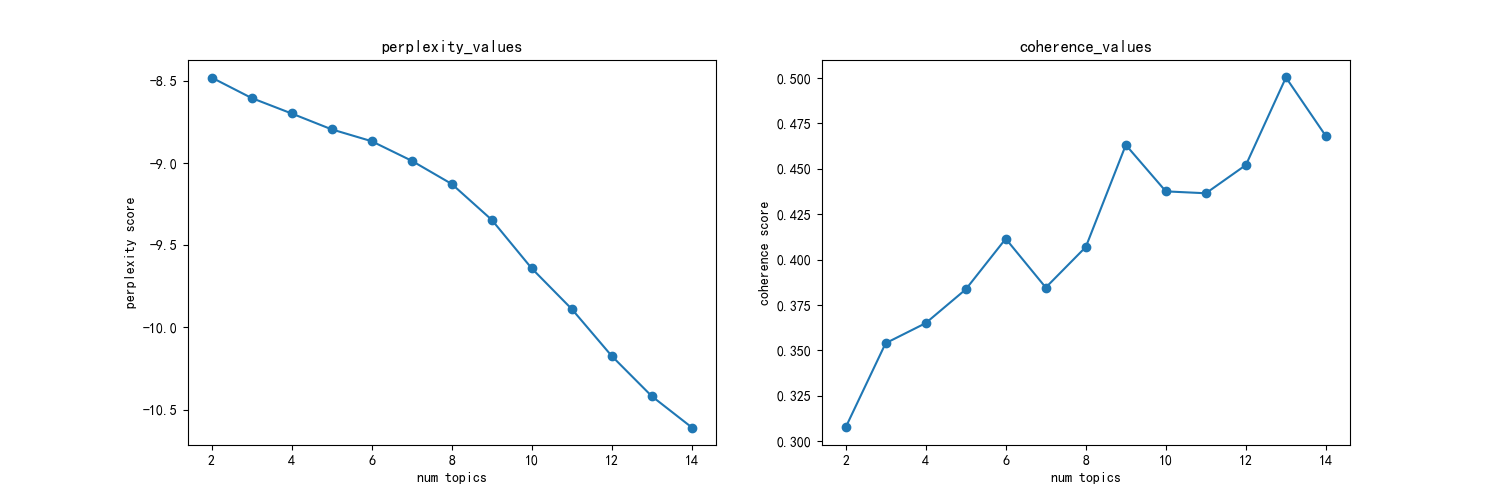 perplexity_values
perplexity score
−8.5
−9.0
−9.5
−10.0
−10.5
2 4 6 8 10 12 14
num topics
coherence_values
coherence score
0.500
0.475
0.450
0.425
0.400
0.375
0.350
0.325
0.300
2 4 6 8 10 12 14
num topics